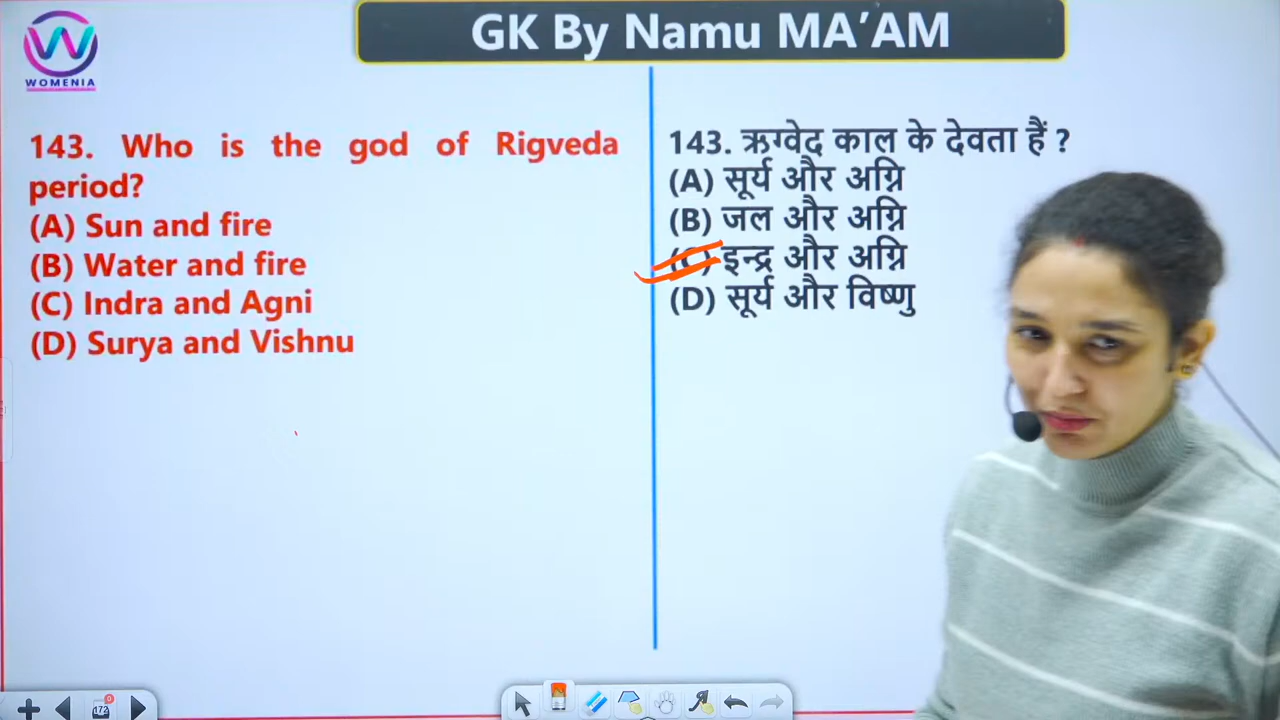 GK By Namu MA’AM
W
WOMENIA
143. Who is the god of Rigveda
period?
(A) Sun and fire
(B) Water and fire
(C) Indra and Agni
(D) Surya and Vishnu
143. ऋग्वेद काल के देवता हैं ?
(A) सूर्य और अग्नि
(B) जल और अग्नि
(C) इन्द्र और अग्नि
(D) सूर्य और विष्णु
172